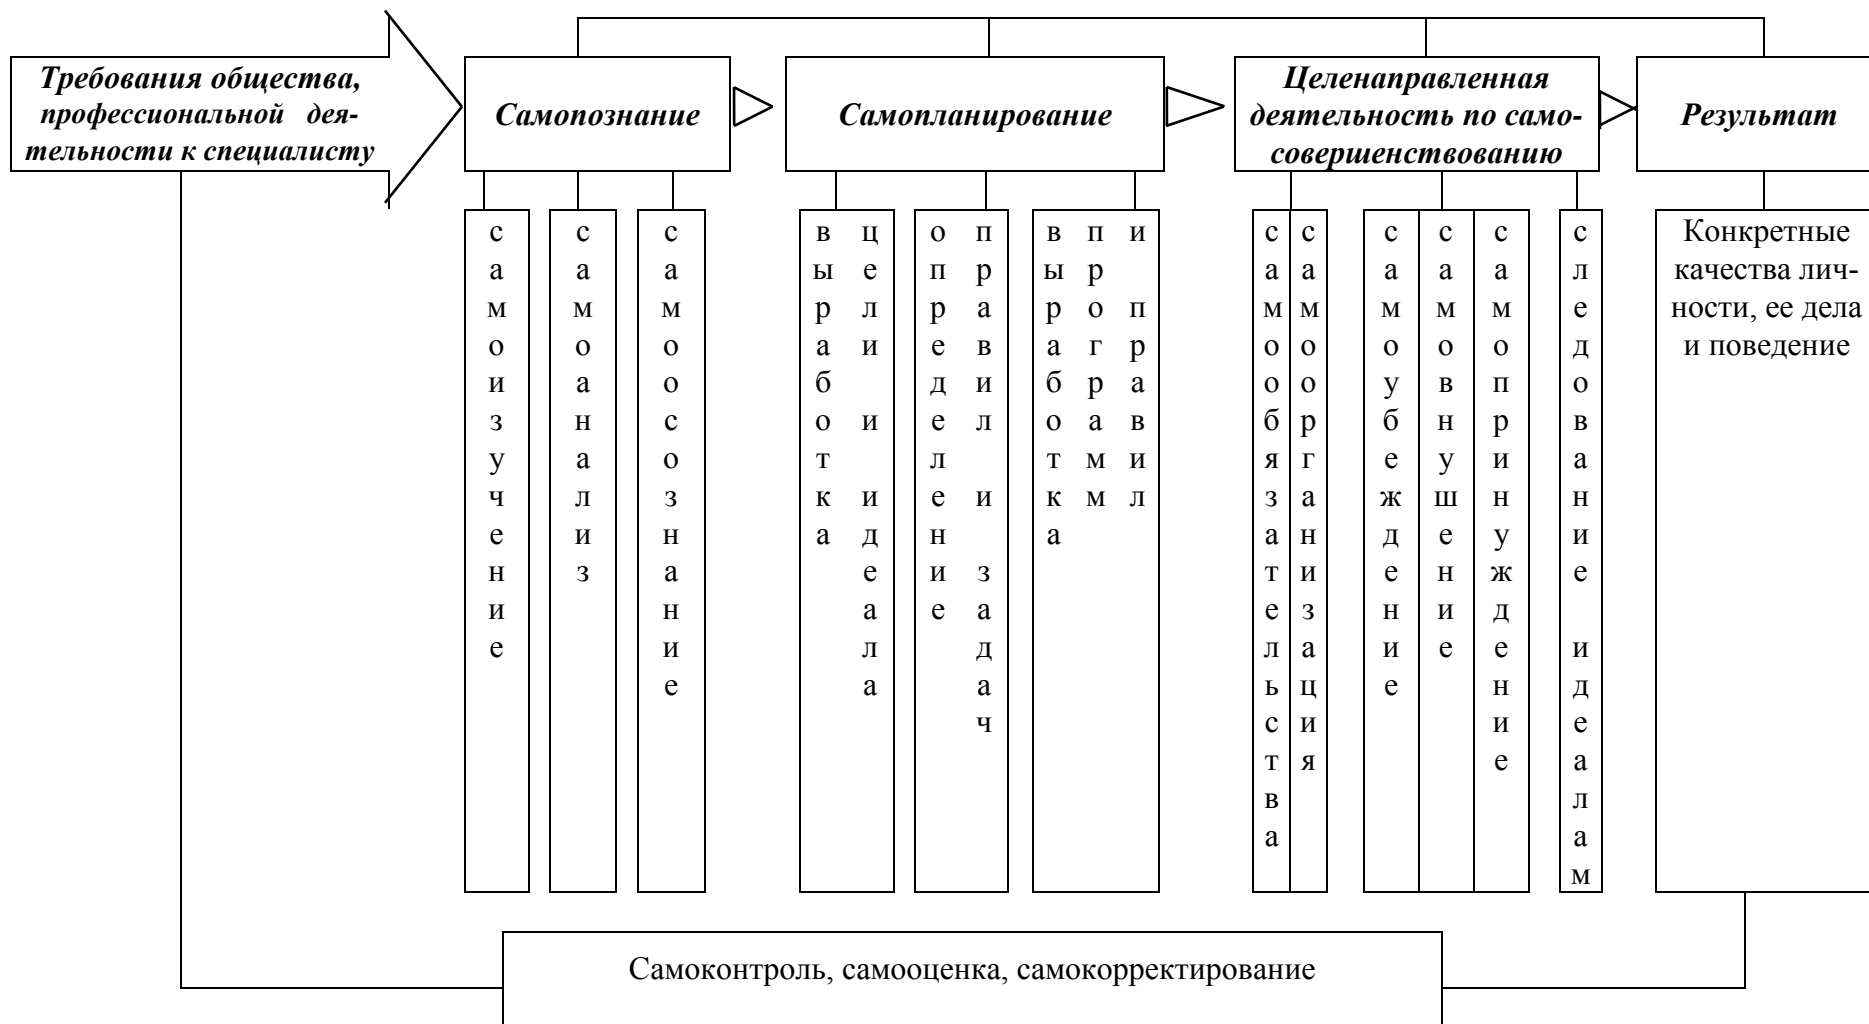 Требования общества,
профессиональной дея-
тельности к специалисту
Самопознание
Самопланирование
Целенаправленная
деятельность по само-
совершенствованию
Результат
самоизучение
самоанализ
самоосознание
выработка
цели и идеала
определение
правил и задач
выработка
программ
и правил
самообязательства
самоорганизация
самоубеждение
самовнушение
самопринуждение
следование идеалам
Конкретные
качества лич-
ности, ее дела
и поведение
Самоконтроль, самооценка, самокорректирование